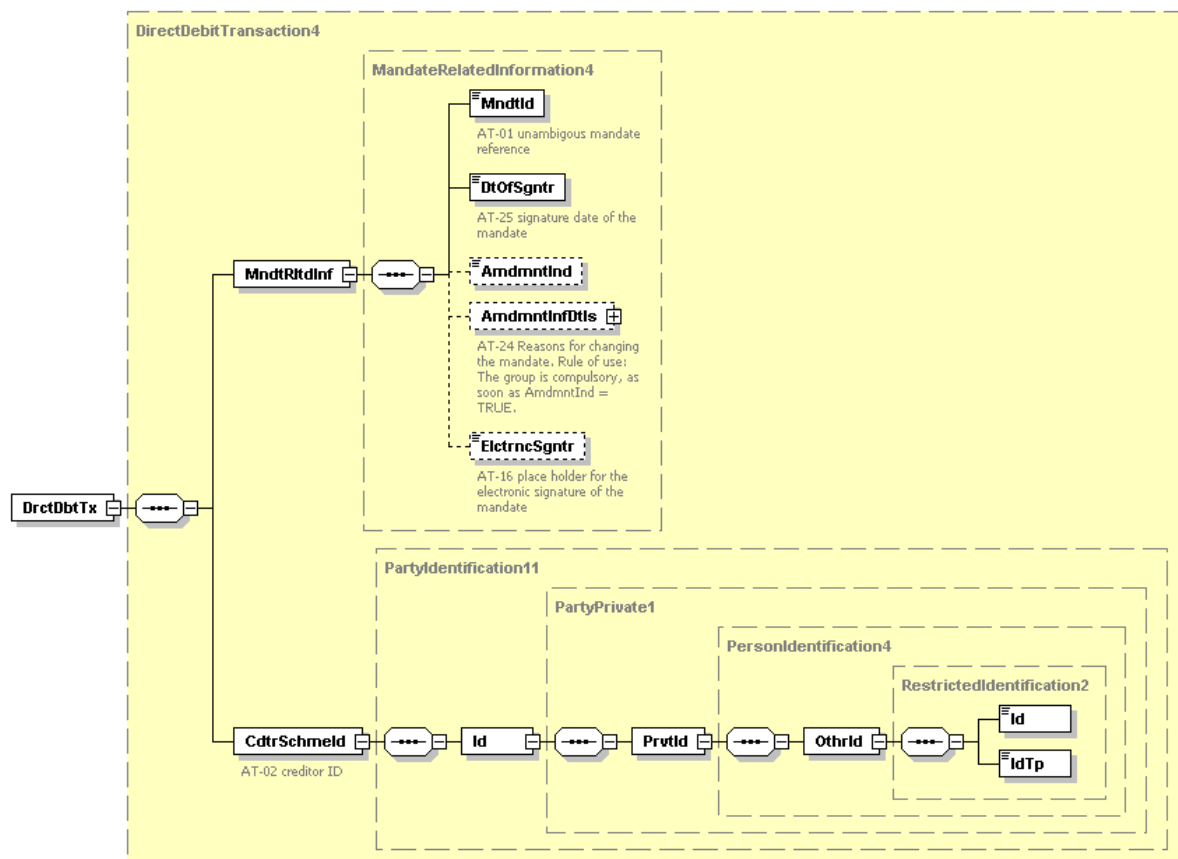 DirectDebitTransaction4
MandateRelatedInformation4
MndtId
AT-01 unambigous mandate
reference
DtOfSgntr
AT-25 signature date of the
mandate
MndtRltdInf
AmdmntInd
AmdmntInfDtls
AT-24 Reasons for changing
the mandate. Rule of use:
The group is compulsory, as
soon as AmdmntInd =
TRUE.
ElctrncSgntr
AT-16 place holder for the
electronic signature of the
mandate
DrctDbtTx
PartyIdentification11
PartyPrivate1
PersonIdentification4
RestrictedIdentification2
CdtrSchmeId
AT-02 creditor ID
Id
PrvtId
OthrId
Id
IdTp